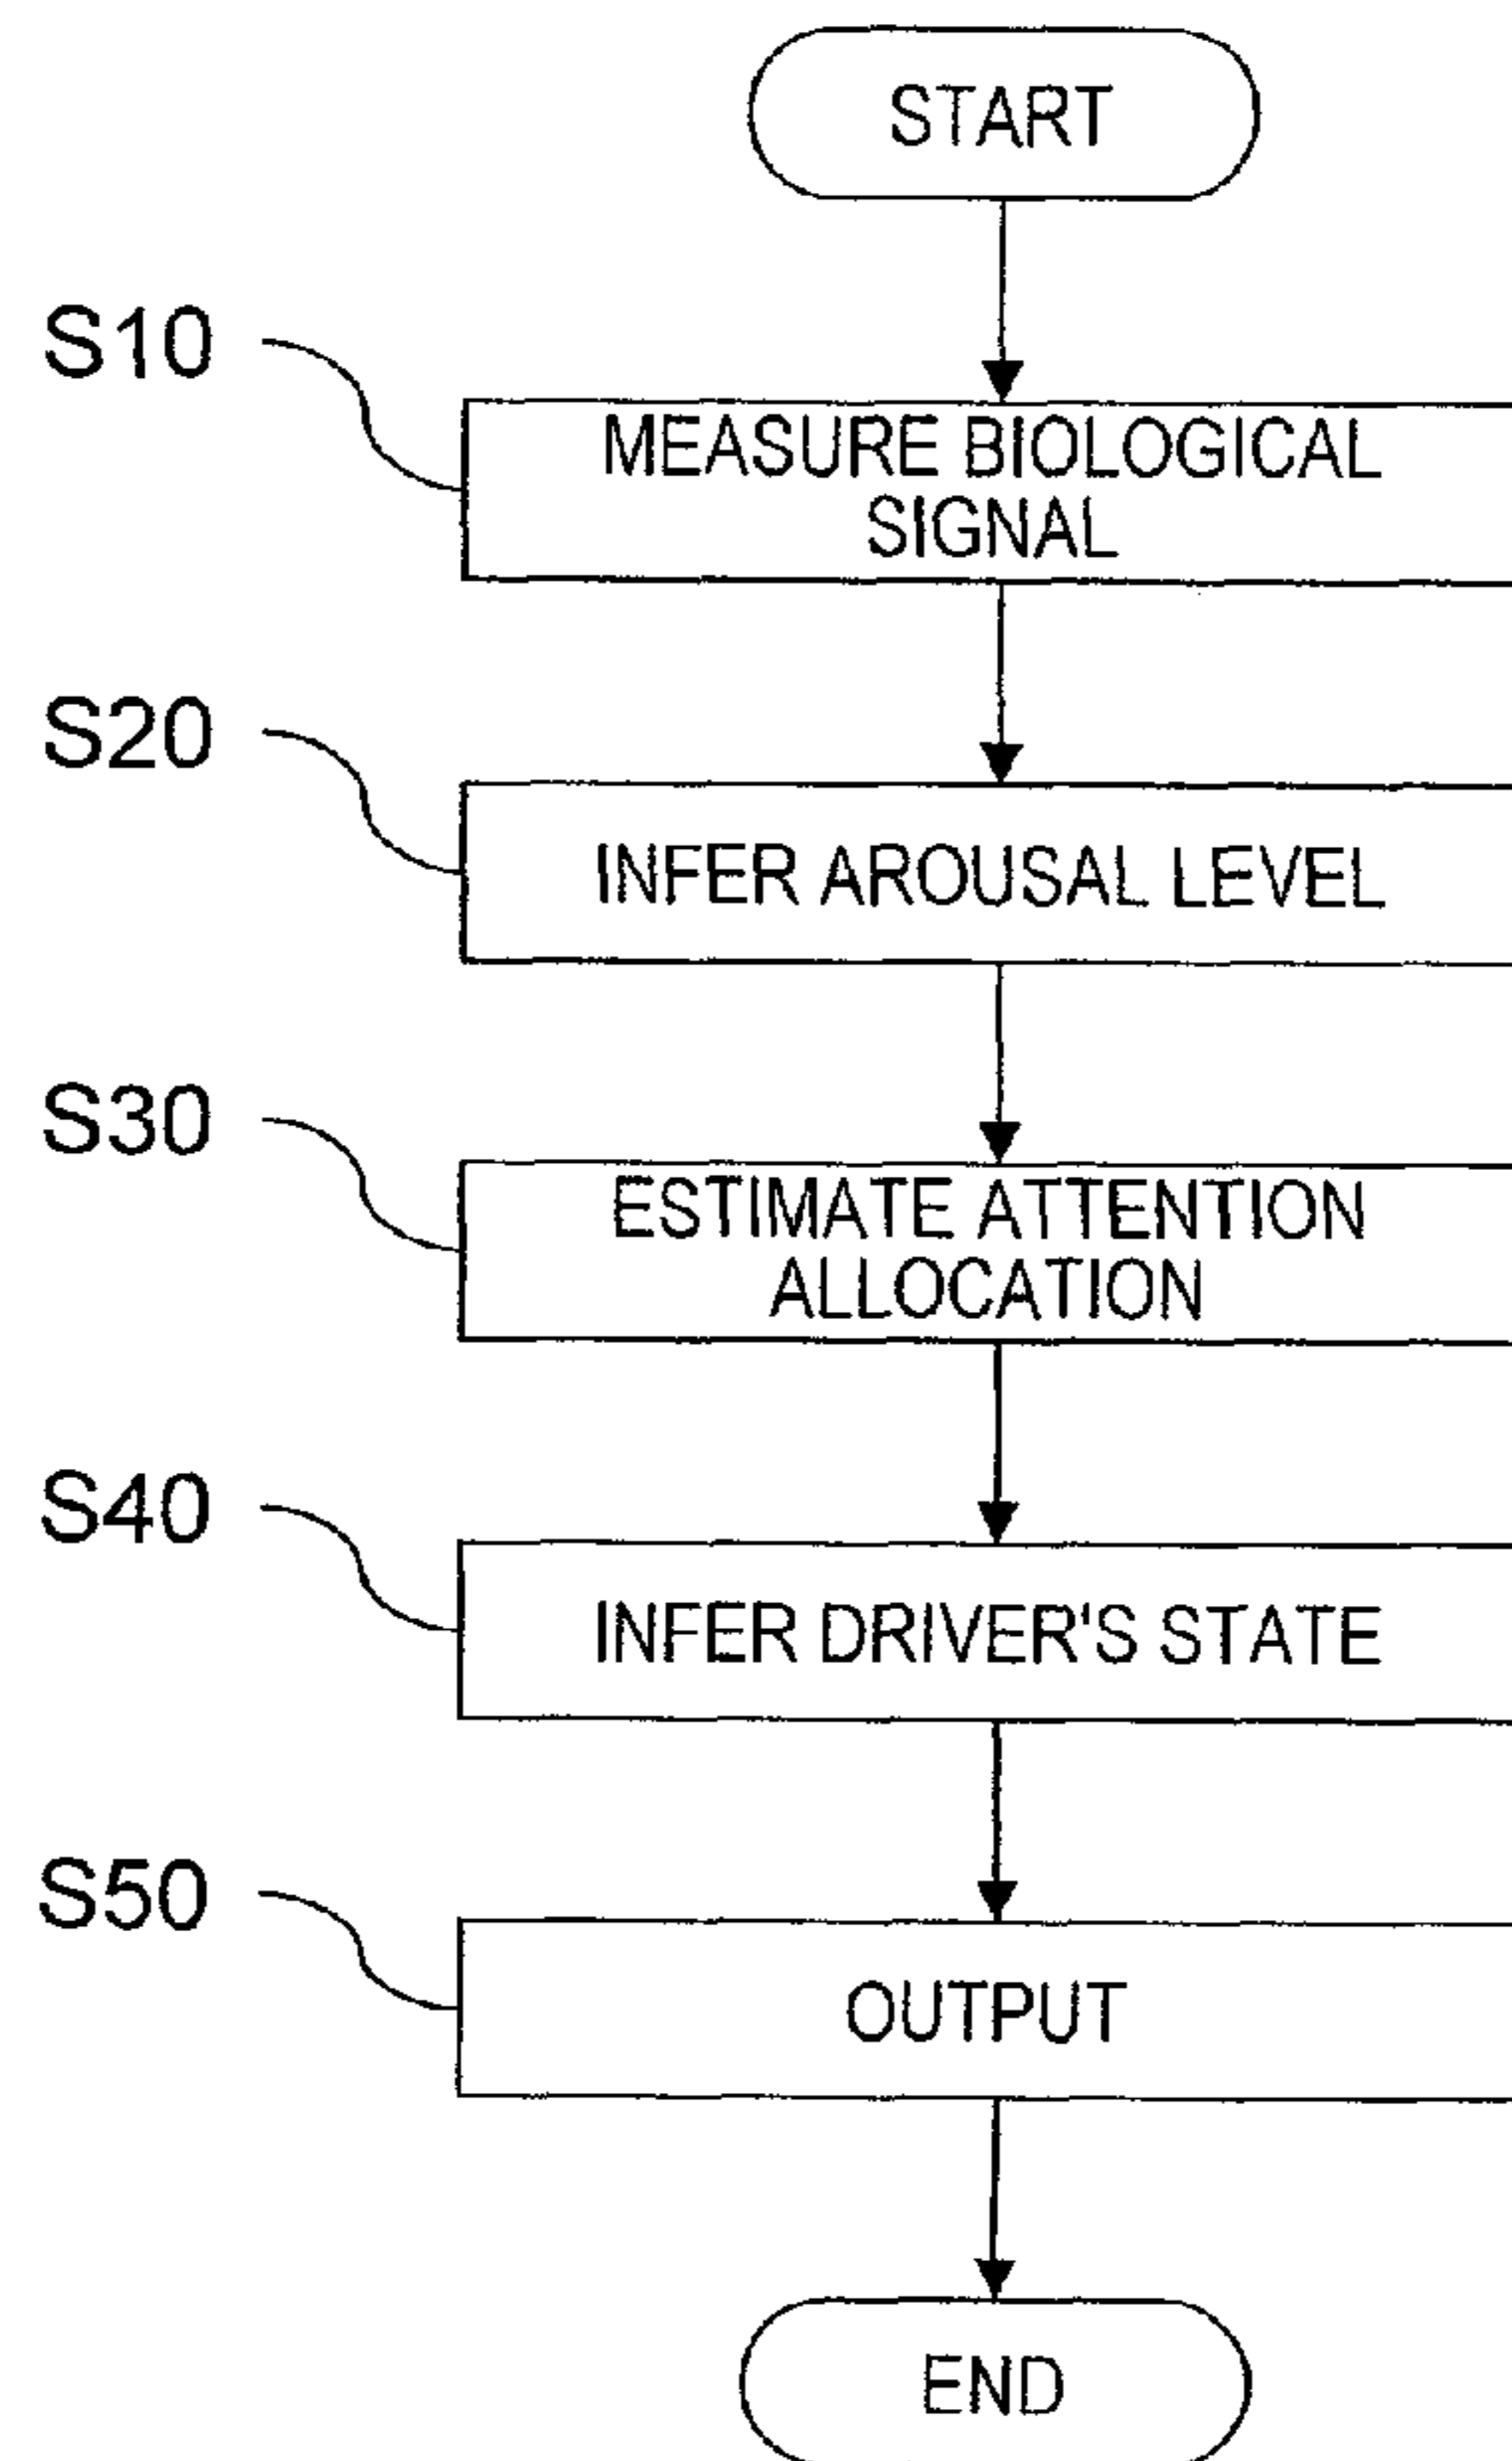 START
S10
MEASURE BIOLOGICAL
SIGNAL
S20
INFER AROUSAL LEVEL
S30
ESTIMATE ATTENTION
ALLOCATION
S40
INFER DRIVER'S STATE
S50
OUTPUT
END